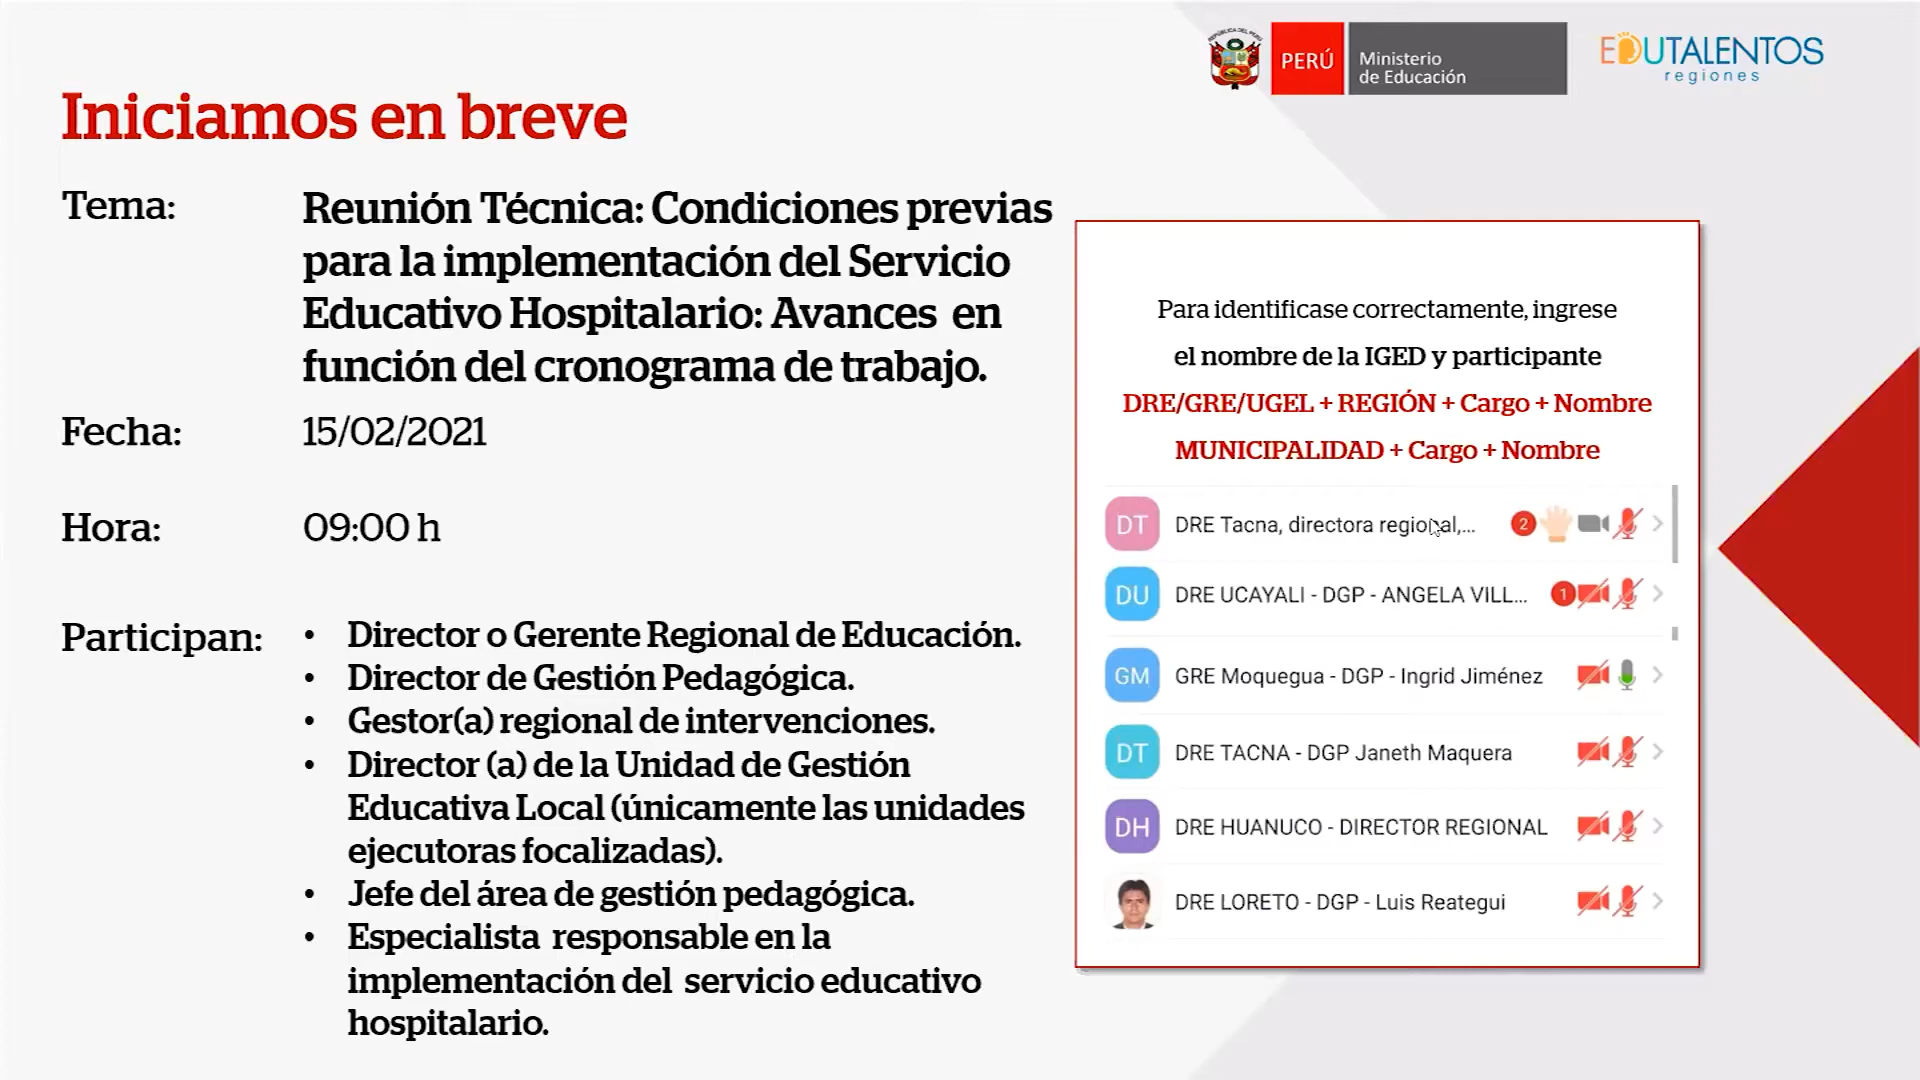 REPÚBLICA DEL PERÚ
PERÚ
Ministerio
de Educación
EDUTALENTOS
regiones
Iniciamos en breve
Tema:
Reunión Técnica: Condiciones previas
para la implementación del Servicio
Educativo Hospitalario: Avances en
función del cronograma de trabajo.
Fecha:
15/02/2021
Hora:
09:00 h
Participan:
• Director o Gerente Regional de Educación.
• Director de Gestión Pedagógica.
• Gestor(a) regional de intervenciones.
• Director (a) de la Unidad de Gestión
Educativa Local (únicamente las unidades
ejecutoras focalizadas).
• Jefe del área de gestión pedagógica.
• Especialista responsable en la
implementación del servicio educativo
hospitalario.
Para identificase correctamente, ingrese
el nombre de la IGED y participante
DRE/GRE/UGEL + REGIÓN + Cargo + Nombre
MUNICIPALIDAD + Cargo + Nombre
DT DRE Tacna, directora regional,... 2
DU DRE UCAYALI - DGP - ANGELA VILL... 1
GM GRE Moquegua - DGP - Ingrid Jiménez
DT DRE TACNA - DGP Janeth Maquera
DH DRE HUANUCO - DIRECTOR REGIONAL
DRE LORETO - DGP - Luis Reategui